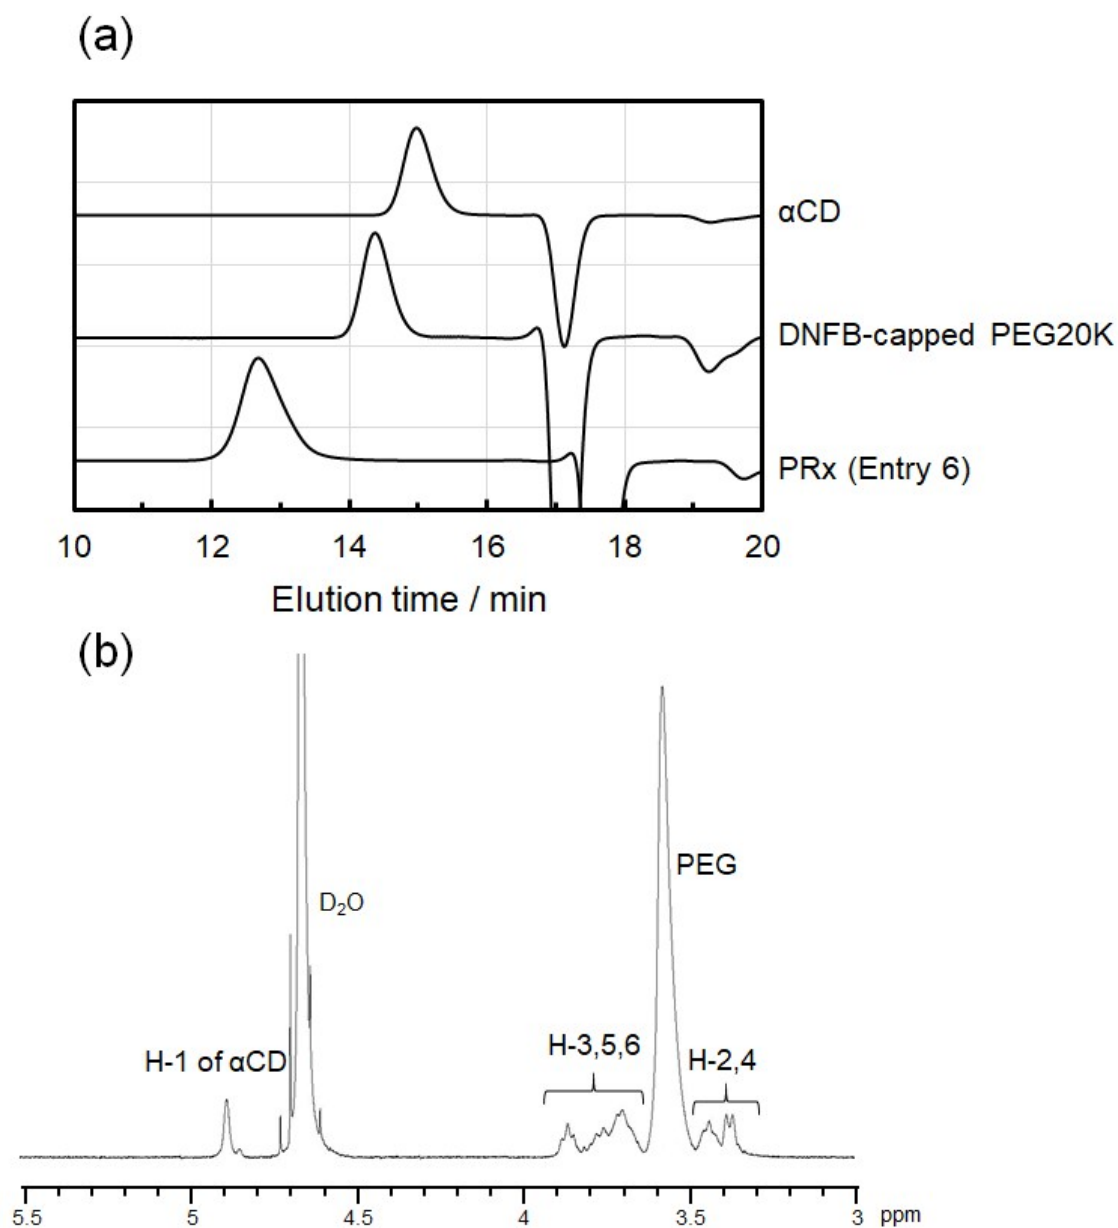 (a)
αCD
DNFB-capped PEG20K
PRx (Entry 6)
10 12 14 16 18 20
Elution time / min
(b)
PEG
D₂O
H-3,5,6
H-1 of αCD
H-2,4
5.5 5 4.5 4 3.5 3 ppm